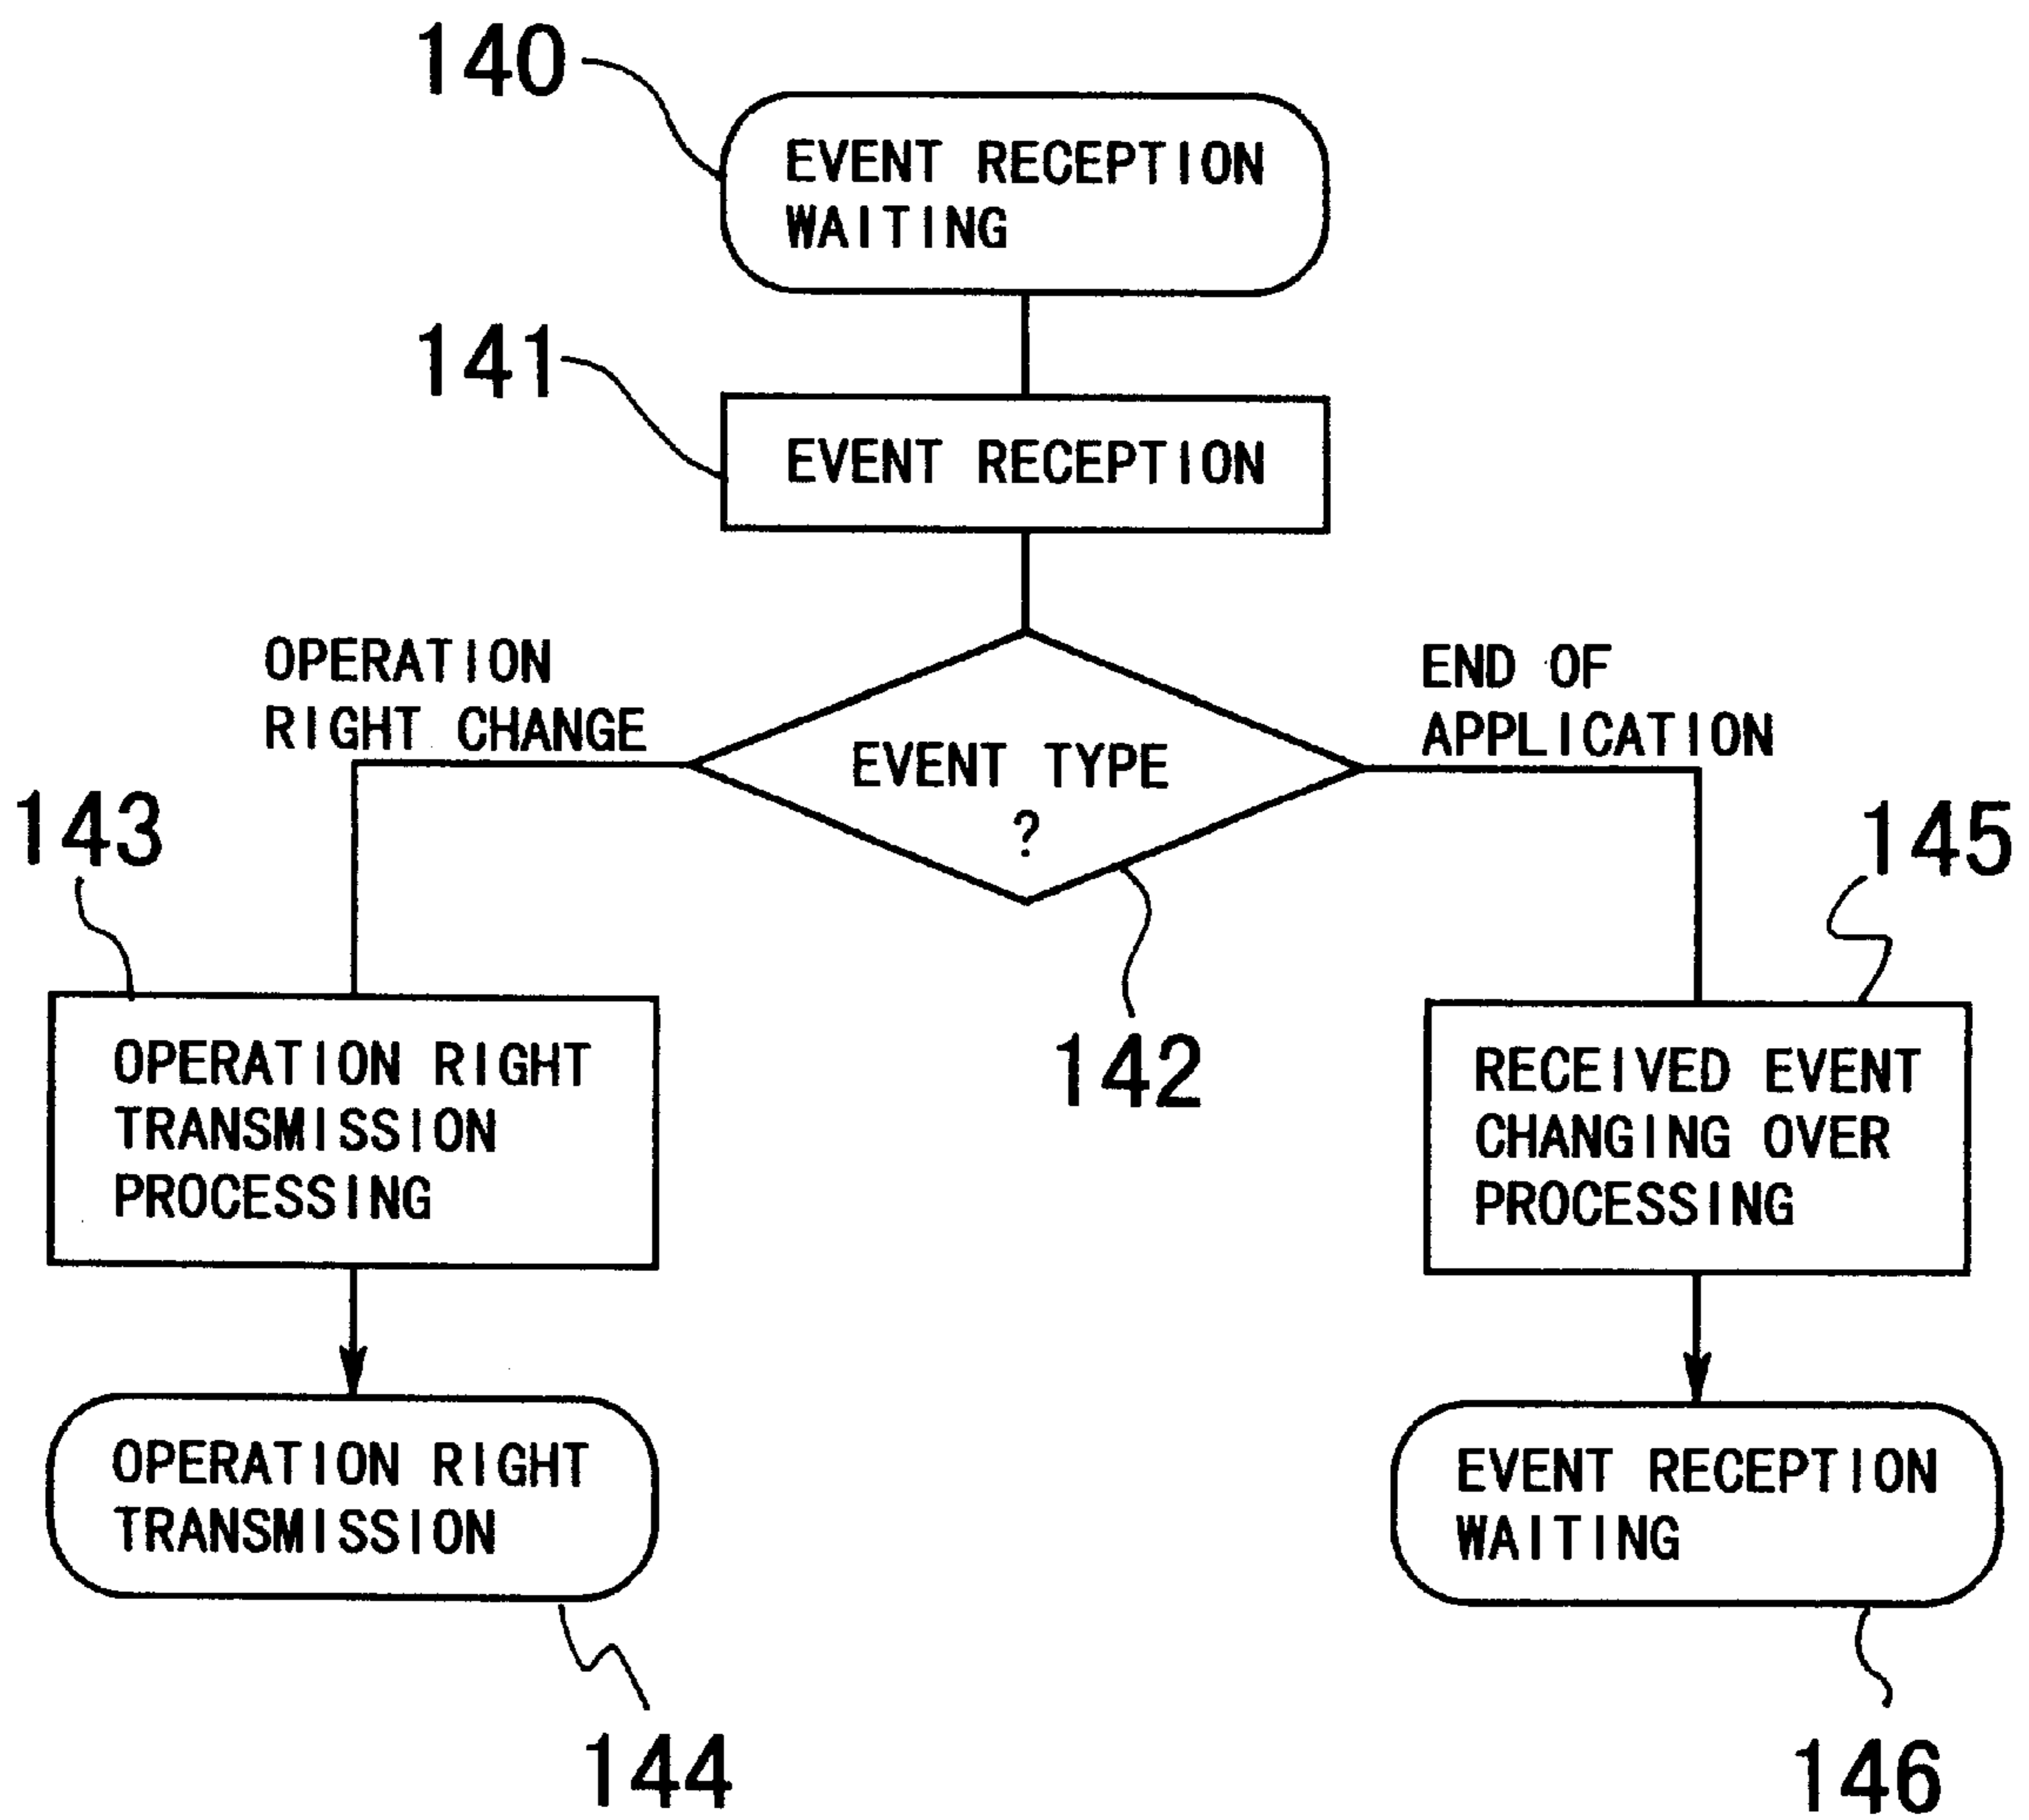 140
EVENT RECEPTION
WAITING
141
EVENT RECEPTION
OPERATION
RIGHT CHANGE
END OF
APPLICATION
EVENT TYPE
?
143
145
142
OPERATION RIGHT
TRANSMISSION
PROCESSING
RECEIVED EVENT
CHANGING OVER
PROCESSING
OPERATION RIGHT
TRANSMISSION
EVENT RECEPTION
WAITING
144
146